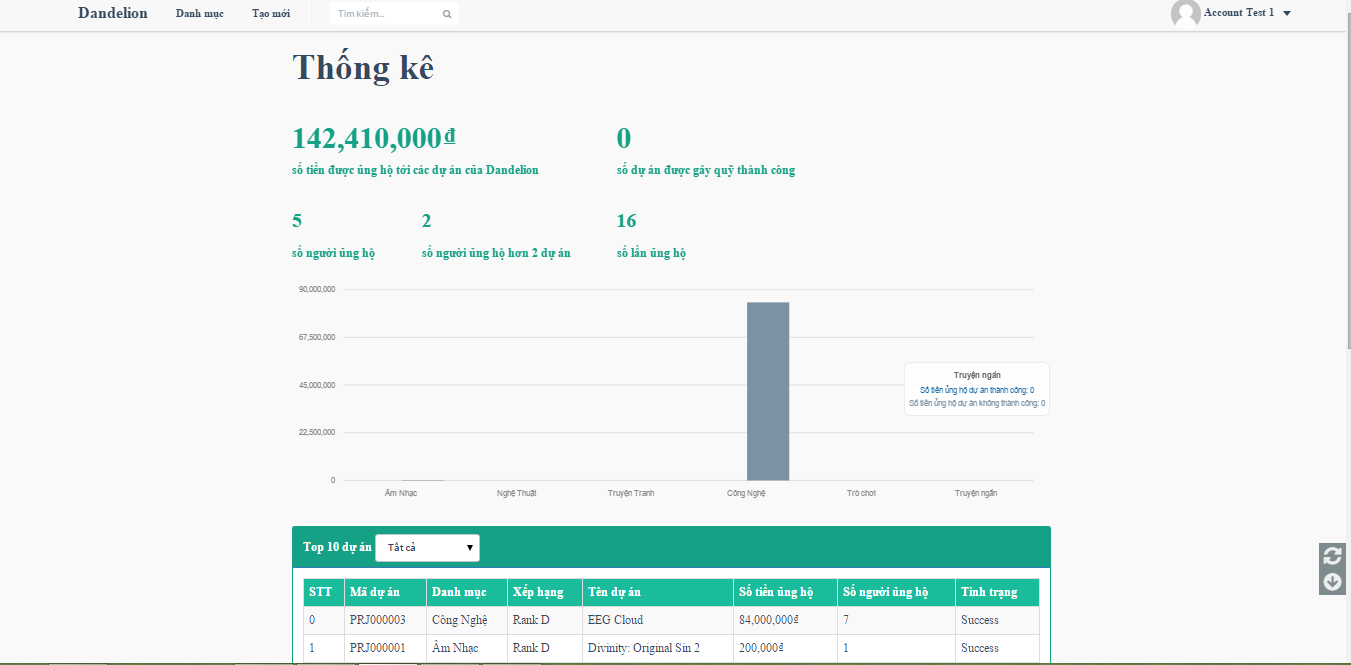 Dandelion Danh mục Tạo mới Tìm kiếm... Account Test 1
Thống kê
142,410,000₫ 0
số tiền được ủng hộ tới các dự án của Dandelion số dự án được gây quỹ thành công
5 2 16
số người ủng hộ số người ủng hộ hơn 2 dự án số lần ủng hộ
90,000,000
67,500,000
Truyện ngắn
45,000,000
Số tiền ủng hộ dự án thành công: 0
Số tiền ủng hộ dự án không thành công: 0
22,500,000
0
Âm Nhạc Nghệ Thuật Truyện Tranh Công Nghệ Trò chơi Truyện ngắn
Top 10 dự án Tất cả
STT Mã dự án Danh mục Xếp hạng Tên dự án Số tiền ủng hộ Số người ủng hộ Tình trạng
0 PRJ000003 Công Nghệ Rank D EEG Cloud 84,000,000₫ 7 Success
1 PRJ000001 Âm Nhạc Rank D Divinity: Original Sin 2 200,000₫ 1 Success